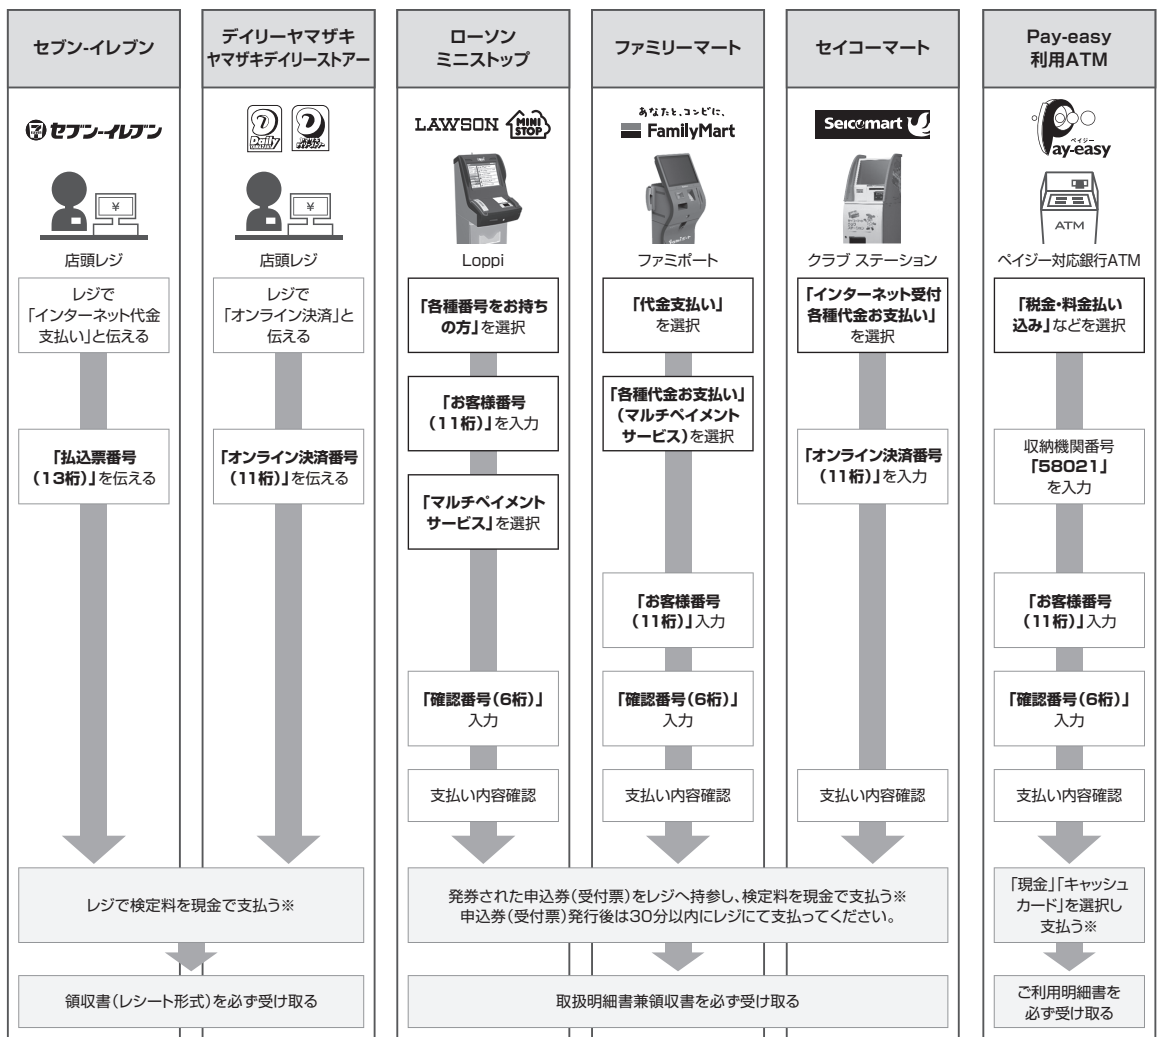 セブン-イレブン
デイリーヤマザキ
ヤマザキデイリーストアー
ローソン
ミニストップ
ファミリーマート
セイコーマート
Pay-easy
利用ATM
セブン-イレブン
Daily
LAWSON
MINI
STOP
あなたと、コンビに、
FamilyMart
Seicomart
ペイジー
Pay-easy
¥
¥
ATM
店頭レジ
店頭レジ
Loppi
ファミポート
クラブ ステーション
ペイジー対応銀行ATM
レジで
「インターネット代金
支払い」と伝える
レジで
「オンライン決済」と
伝える
「各種番号をお持ち
の方」を選択
「代金支払い」
を選択
「インターネット受付
各種代金お支払い」
を選択
「税金・料金払い
込み」などを選択
「お客様番号
(11桁)」を入力
「各種代金お支払い」
(マルチペイメント
サービス)を選択
「払込票番号
(13桁)」を伝える
「オンライン決済番号
(11桁)」を伝える
「マルチペイメント
サービス」を選択
「オンライン決済番号
(11桁)」を入力
収納機関番号
「58021」
を入力
「お客様番号
(11桁)」入力
「お客様番号
(11桁)」入力
「確認番号(6桁)」
入力
「確認番号(6桁)」
入力
「確認番号(6桁)」
入力
支払い内容確認
支払い内容確認
支払い内容確認
支払い内容確認
レジで検定料を現金で支払う※
発券された申込券(受付票)をレジへ持参し、検定料を現金で支払う※
申込券(受付票)発行後は30分以内にレジにて支払ってください。
「現金」「キャッシュ
カード」を選択し
支払う※
領収書(レシート形式)を必ず受け取る
取扱明細書兼領収書を必ず受け取る
ご利用明細書を
必ず受け取る